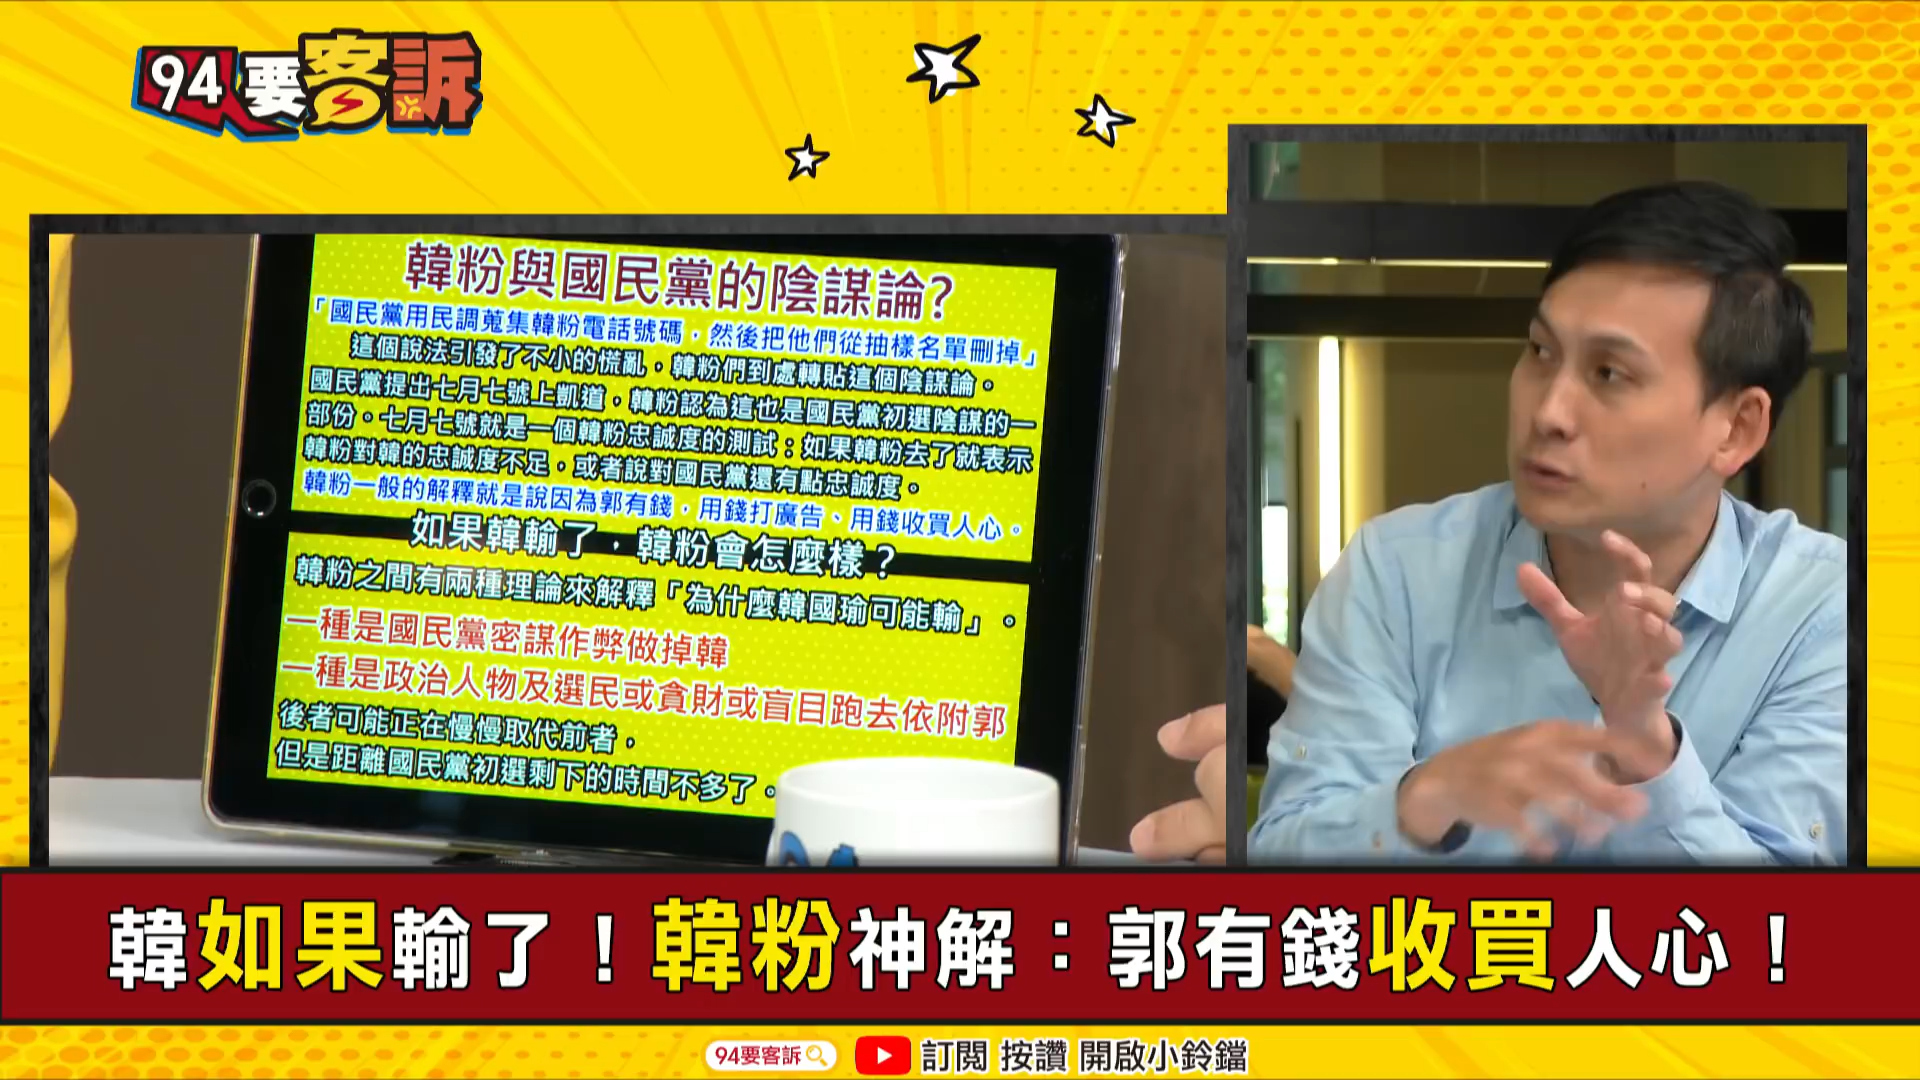 94要客訴
韓粉與國民黨的陰謀論?
「國民黨用民調蒐集韓粉電話號碼，然後把他們從抽樣名單刪掉」
這個說法引發了不小的慌亂，韓粉們到處轉貼這個陰謀論。
國民黨提出七月七號上凱道，韓粉認為這也是國民黨初選陰謀的一
部份。七月七號就是一個韓粉忠誠度的測試：如果韓粉去了就表示
韓粉對韓的忠誠度不足，或者說對國民黨還有點忠誠度。
韓粉一般的解釋就是說因為郭有錢，用錢打廣告、用錢收買人心。
如果韓輸了，韓粉會怎麼樣？
韓粉之間有兩種理論來解釋「為什麼韓國瑜可能輸」。
一種是國民黨密謀作弊做掉韓
一種是政治人物及選民或貪財或盲目跑去依附郭
後者可能正在慢慢取代前者，
但是距離國民黨初選剩下的時間不多了。
韓如果輸了！韓粉神解：郭有錢收買人心！
94要客訴
訂閱 按讚 開啟小鈴鐺